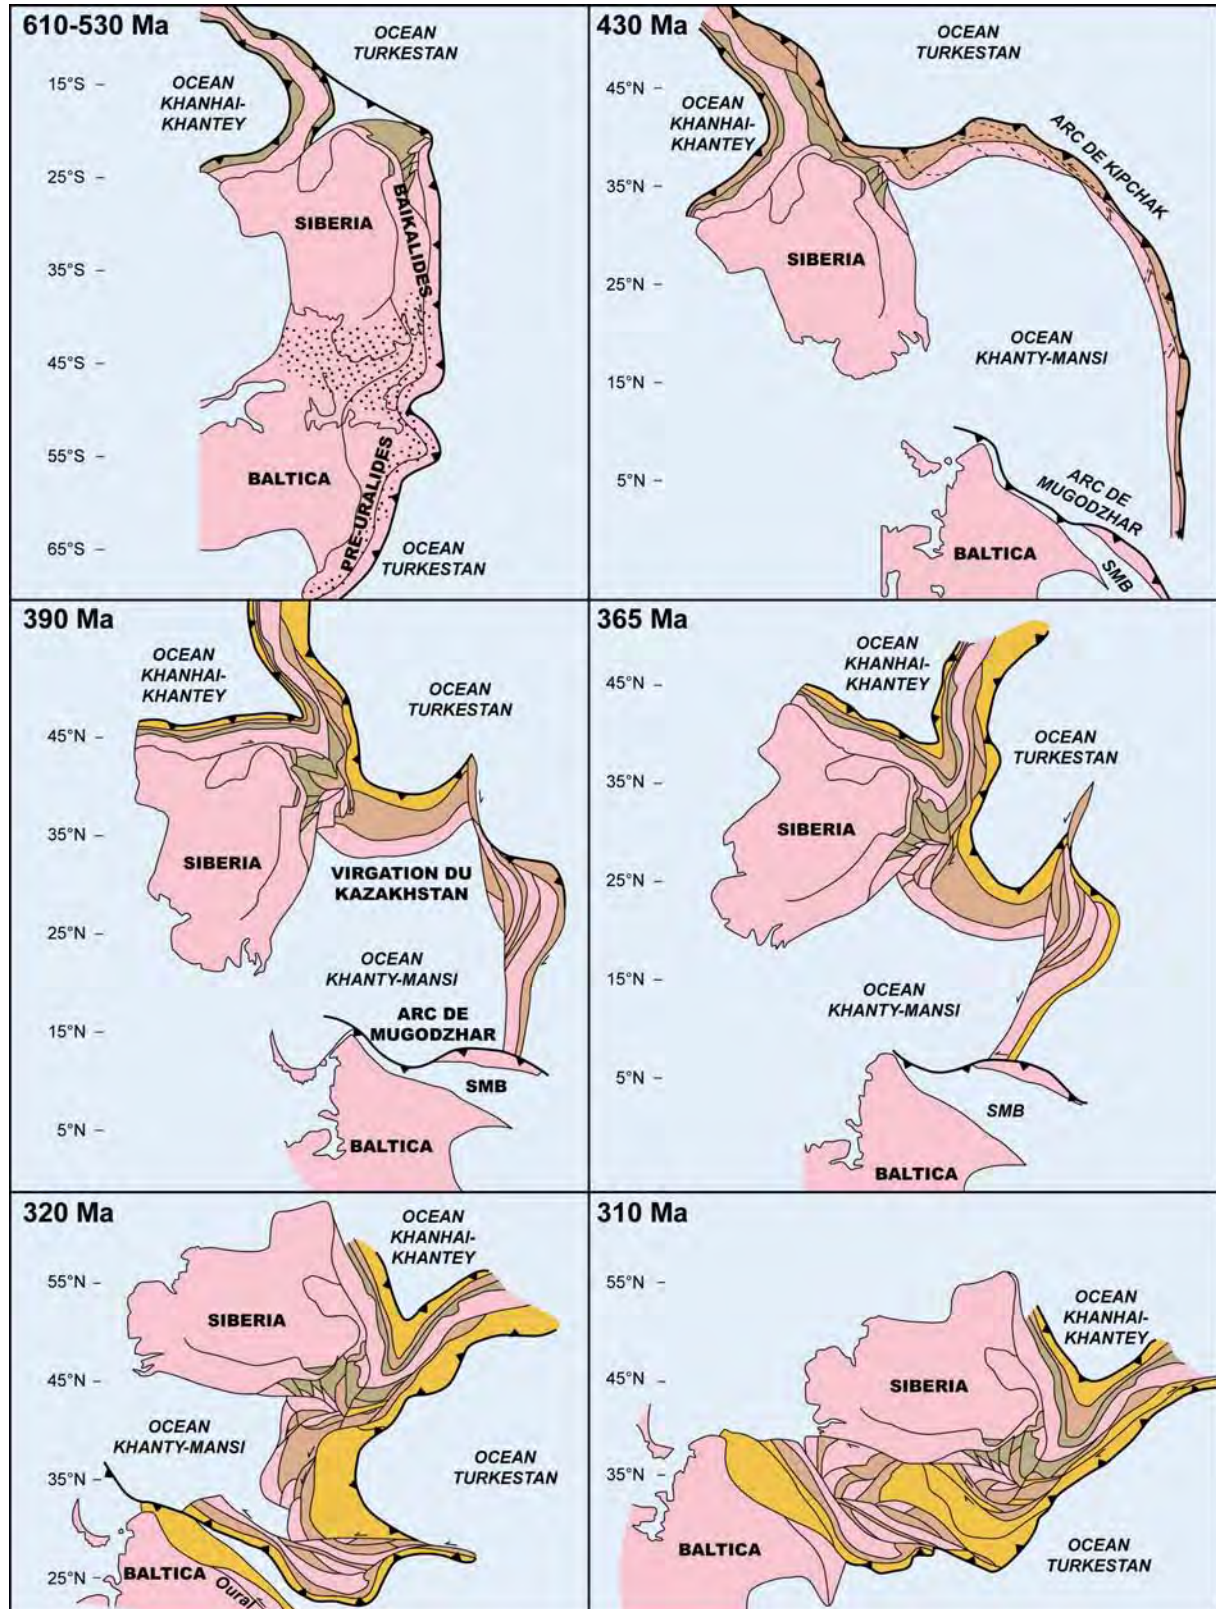 610-530 Ma
OCEAN
TURKESTAN
OCEAN
KHANHAI-
KHANTEY
15°S
25°S
35°S
45°S
55°S
65°S
SIBERIA
BAIKALIDES
BALTICA
PRE-URALIDES
OCEAN
TURKESTAN
430 Ma
OCEAN
TURKESTAN
OCEAN
KHANHAI-
KHANTEY
45°N
35°N
25°N
15°N
5°N
ARC DE KIPCHAK
SIBERIA
OCEAN
KHANTY-MANSI
ARC DE
MUGODZHAR
BALTICA
SMB
390 Ma
OCEAN
KHANHAI-
KHANTEY
OCEAN
TURKESTAN
45°N
35°N
25°N
15°N
5°N
SIBERIA
VIRGATION DU
KAZAKHSTAN
OCEAN
KHANTY-MANSI
ARC DE
MUGODZHAR
SMB
BALTICA
365 Ma
OCEAN
KHANHAI-
KHANTEY
45°N
35°N
25°N
15°N
5°N
OCEAN
TURKESTAN
SIBERIA
OCEAN
KHANTY-MANSI
SMB
BALTICA
320 Ma
OCEAN
KHANHAI-
KHANTEY
55°N
45°N
35°N
25°N
SIBERIA
OCEAN
KHANTY-MANSI
OCEAN
TURKESTAN
BALTICA
Oural
310 Ma
55°N
45°N
35°N
OCEAN
KHANHAI-
KHANTEY
SIBERIA
BALTICA
OCEAN
TURKESTAN